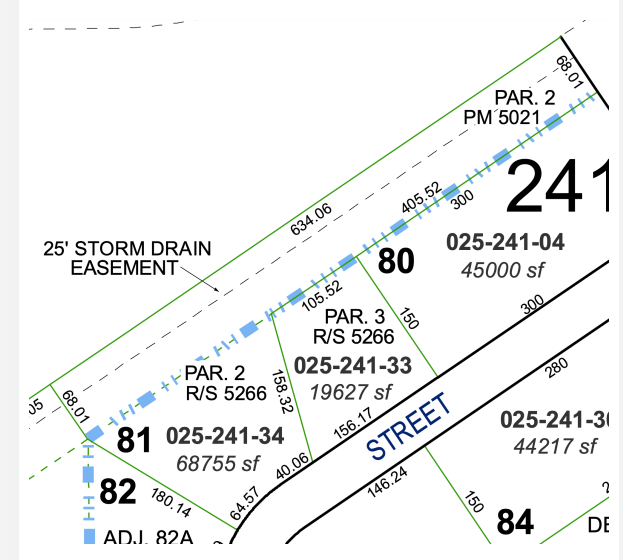 68.01
PAR. 2
PM 5021
241
405.52
300
634.06
025-241-04
45000 sf
80
25' STORM DRAIN
EASEMENT
105.52
300
PAR. 3
R/S 5266
150
025-241-33
19627 sf
280
PAR. 2
R/S 5266
158.32
05
68.01
156.17
STREET
025-241-30
44217 sf
81
025-241-34
68755 sf
40.06
146.24
82
180.14
64.57
150
84
DE
ADJ. 82A